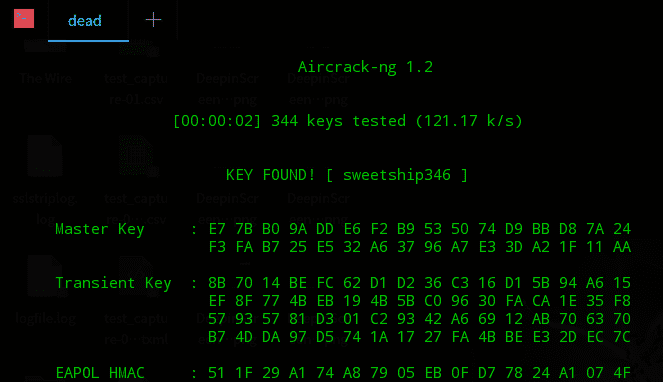 dead
Aircrack-ng 1.2
[00:00:02] 344 keys tested (121.17 k/s)
KEY FOUND! [ sweetship346 ]
Master Key : E7 7B B0 9A DD E6 F2 B9 53 50 74 D9 BB D8 7A 24
F3 FA B7 25 E5 32 A6 37 96 A7 E3 3D A2 1F 11 AA
Transient Key : 8B 70 14 BE FC 62 D1 D2 36 C3 16 D1 5B 94 A6 15
EF 8F 77 4B EB 19 4B 5B C0 96 30 FA CA 1E 35 F8
57 93 57 81 D3 01 C2 93 42 A6 69 12 AB 70 63 70
B7 4D DA 97 D5 74 1A 17 27 FA 4B BE E3 2D EC 7C
EAPOL HMAC : 51 1F 29 A1 74 A8 79 05 EB 0F D7 78 24 A1 07 4F